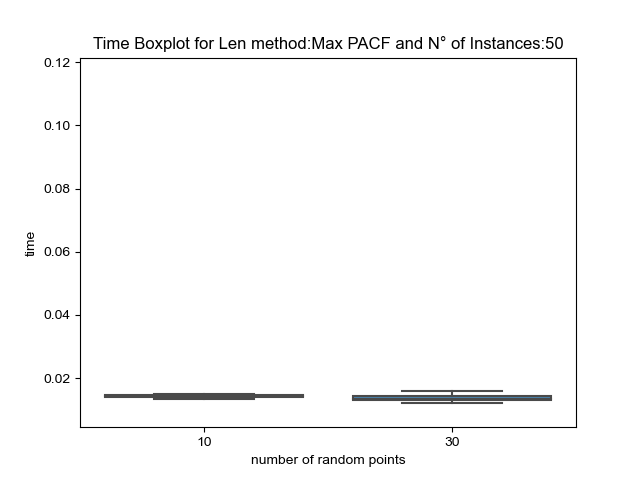 Time Boxplot for Len method:Max PACF and N° of Instances:50
0.12
0.10
0.08
0.06
0.04
0.02
time
10
30
number of random points